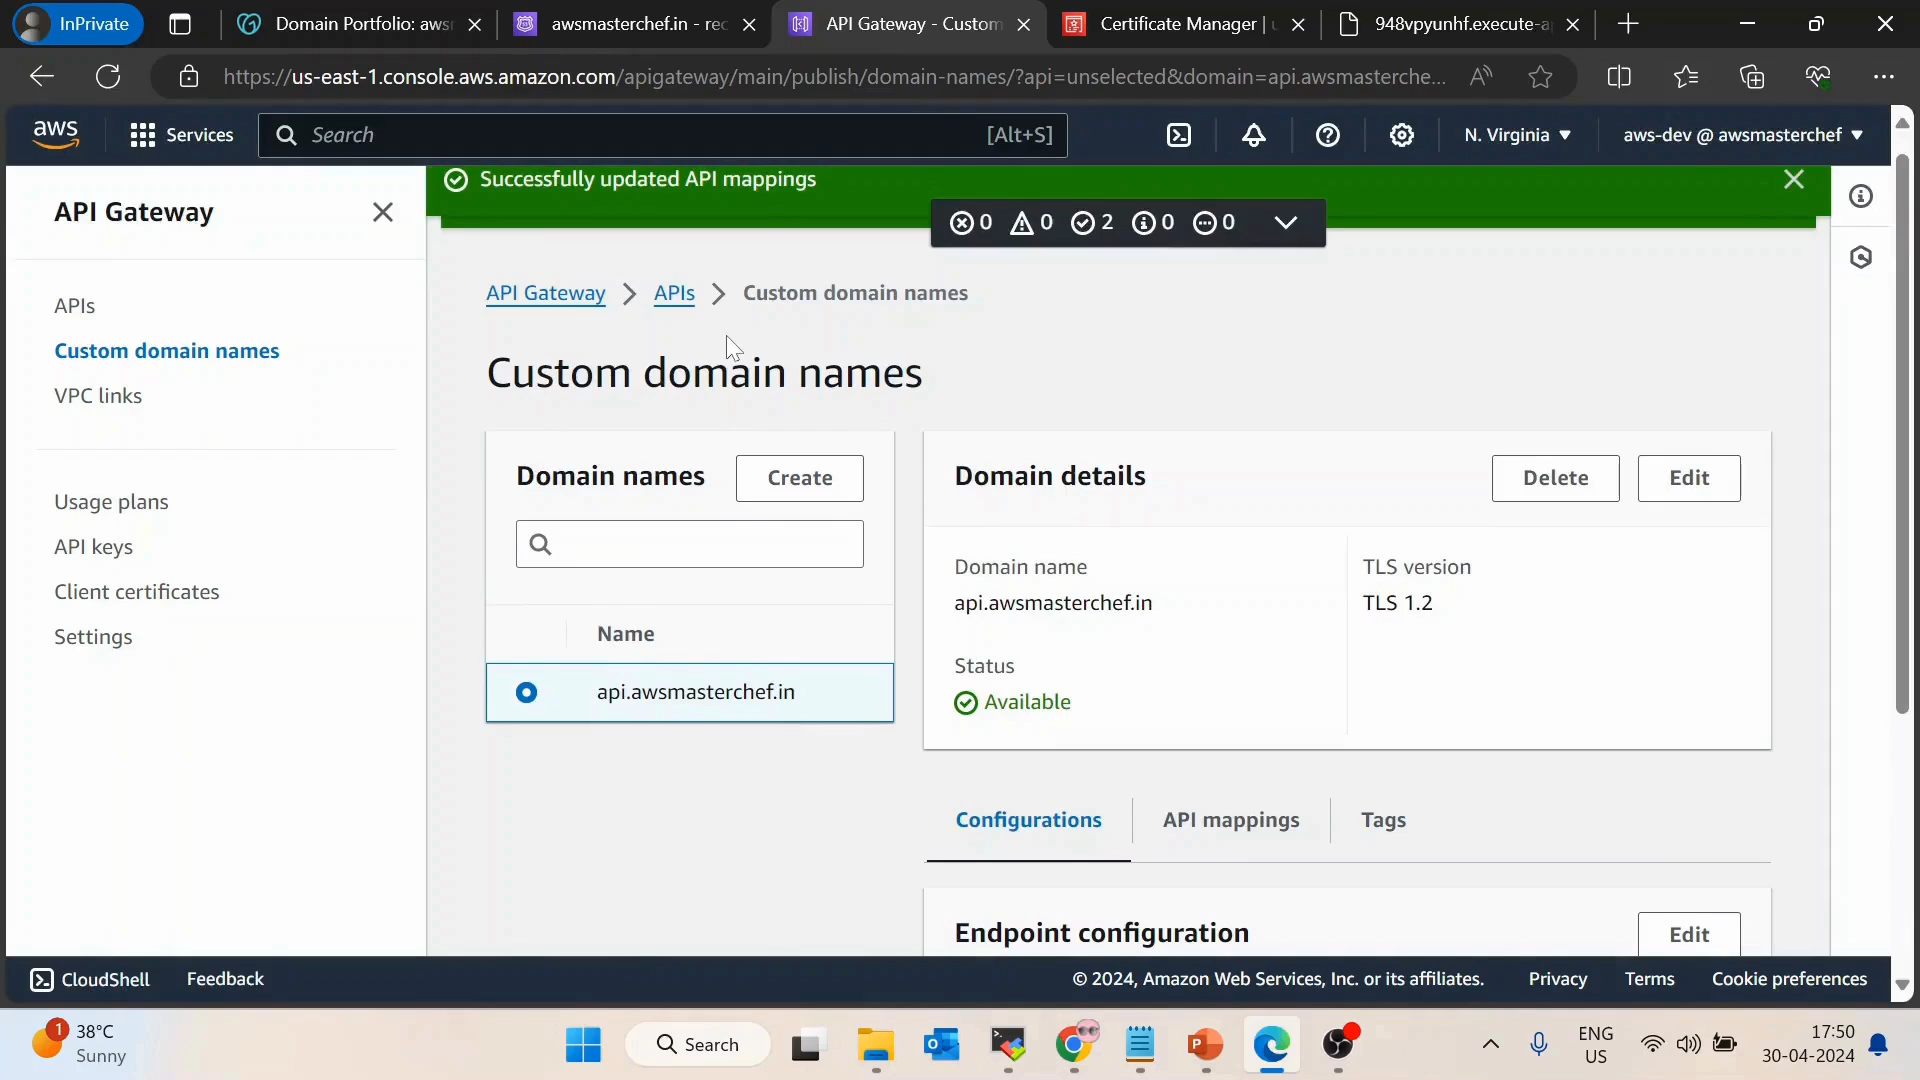 InPrivate
Domain Portfolio: aws
awsmasterchef.in - rec
API Gateway - Custom
Certificate Manager |
948vpyunhf.execute-a
https://us-east-1.console.aws.amazon.com/apigateway/main/publish/domain-names/?api=unselected&domain=api.awsmasterche...
aws
Services
Search
[Alt+S]
N. Virginia
aws-dev @ awsmasterchef
API Gateway
APIs
Custom domain names
VPC links
Usage plans
API keys
Client certificates
Settings
Successfully updated API mappings
0
0
2
0
0
API Gateway
APIs
Custom domain names
Custom domain names
Domain names
Create
Name
api.awsmasterchef.in
Domain details
Delete
Edit
Domain name
api.awsmasterchef.in
TLS version
TLS 1.2
Status
Available
Configurations
API mappings
Tags
Endpoint configuration
Edit
CloudShell
Feedback
© 2024, Amazon Web Services, Inc. or its affiliates.
Privacy
Terms
Cookie preferences
1
38°C
Sunny
Search
ENG
US
17:50
30-04-2024